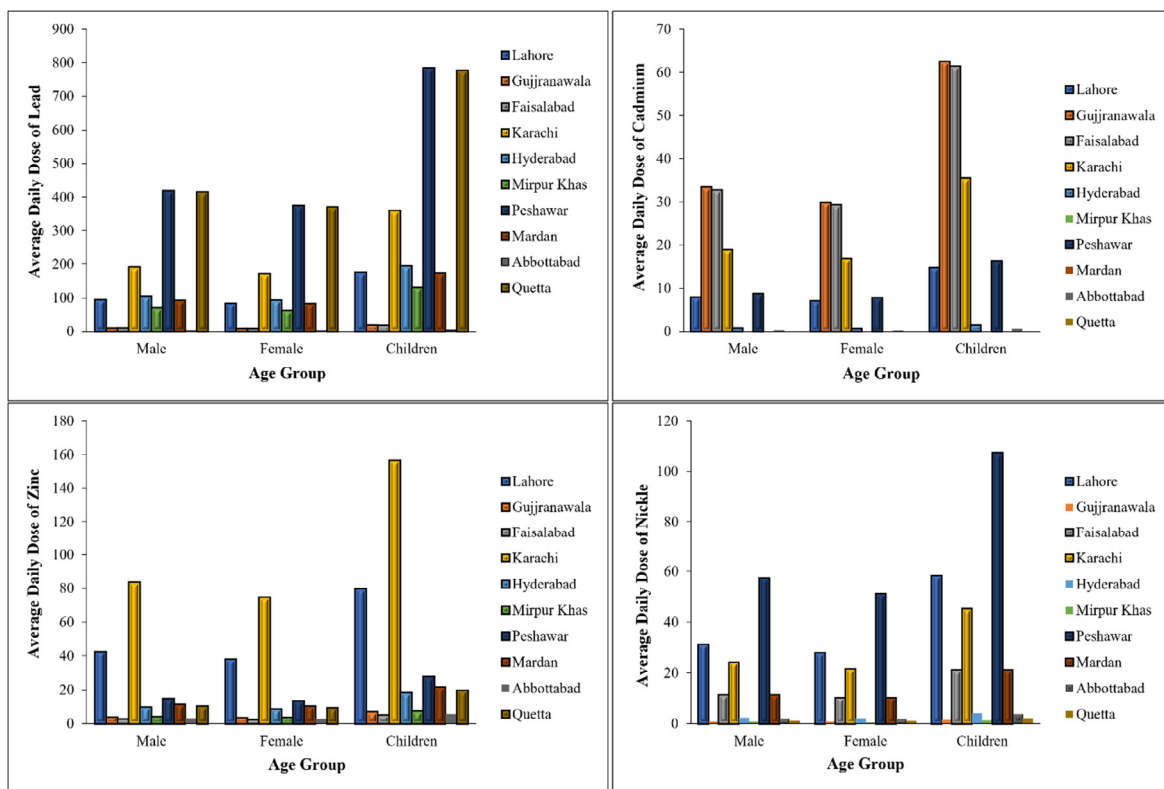 Average Daily Dose of Lead
900
800
700
600
500
400
300
200
100
0
Male
Female
Children
Age Group
Lahore
Gujjranawala
Faisalabad
Karachi
Hyderabad
Mirpur Khas
Peshawar
Mardan
Abbottabad
Quetta
Average Daily Dose of Cadmium
70
60
50
40
30
20
10
0
Male
Female
Children
Age Group
Lahore
Gujjranawala
Faisalabad
Karachi
Hyderabad
Mirpur Khas
Peshawar
Mardan
Abbottabad
Quetta
Average Daily Dose of Zinc
180
160
140
120
100
80
60
40
20
0
Male
Female
Children
Age Group
Lahore
Gujjranawala
Faisalabad
Karachi
Hyderabad
Mirpur Khas
Peshawar
Mardan
Abbottabad
Quetta
Average Daily Dose of Nickle
120
100
80
60
40
20
0
Male
Female
Children
Age Group
Lahore
Gujjranawala
Faisalabad
Karachi
Hyderabad
Mirpur Khas
Peshawar
Mardan
Abbottabad
Quetta